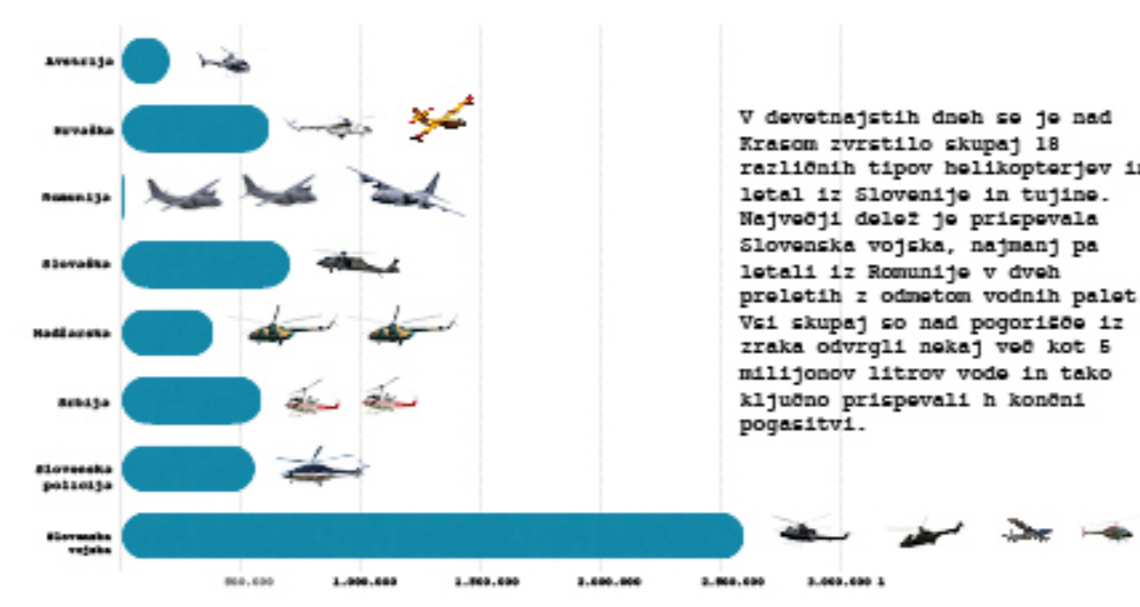 Avstrija
Hrvaška
Romunija
Slovaška
Madžarska
Srbija
Slovenska
policija
Slovenska
vojska
V devetnajstih dneh se je nad
Krasom zvrstilo skupaj 18
različnih tipov helikopterjev in
letal iz Slovenije in tujine.
Največji delež je prispevala
Slovenska vojska, najmanj pa
letali iz Romunije v dveh
preletih z odmetom vodnih palet
Vsi skupaj so nad pogorišče iz
zraka odvrgli nekaj več kot 5
milijonov litrov vode in tako
ključno prispevali h končni
pogasitvi.
500.000 1.000.000 1.500.000 2.000.000 2.500.000 3.000.000 l